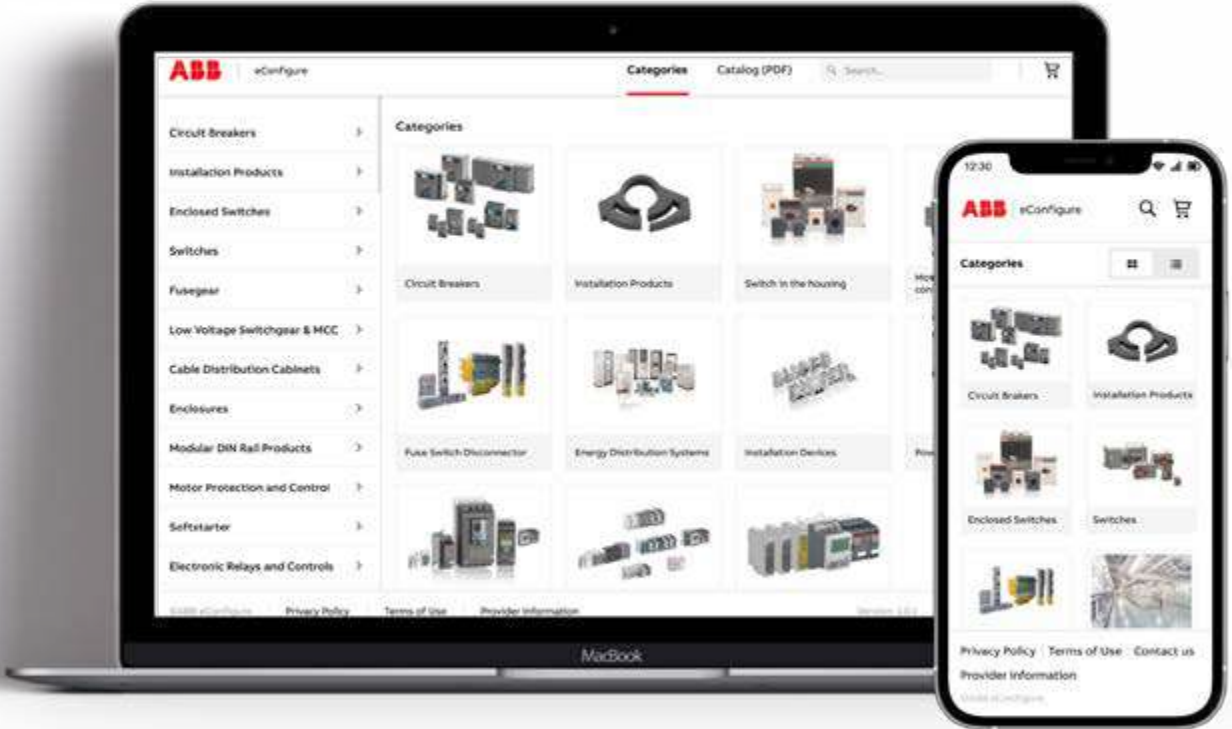 ABB eConfigure Categories Catalog (PDF) Search...
Circuit Breakers
Installation Products
Enclosed Switches
Switches
Fusegear
Low Voltage Switchgear & MCC
Cable Distribution Cabinets
Enclosures
Modular DIN Rail Products
Motor Protection and Control
Softstarter
Electronic Relays and Controls
Categories
Circuit Breakers Installation Products Switch in the housing
Fuse Switch Disconnector Energy Distribution Systems Installation Devices
Privacy Policy Terms of Use Provider Information
MacBook
12:30
ABB eConfigure
Categories
Circuit Brakers Installation Products
Enclosed Switches Switches
Privacy Policy Terms of Use Contact us
Provider Information